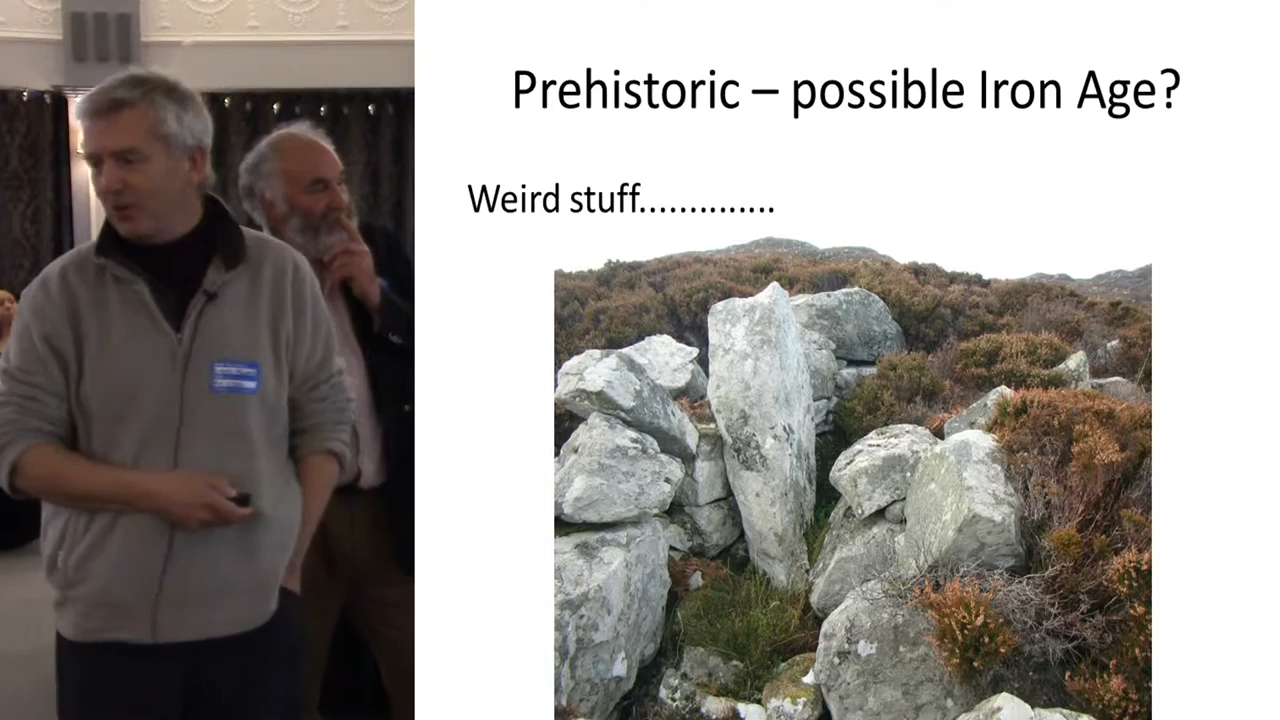 Prehistoric – possible Iron Age?
Weird stuff..............